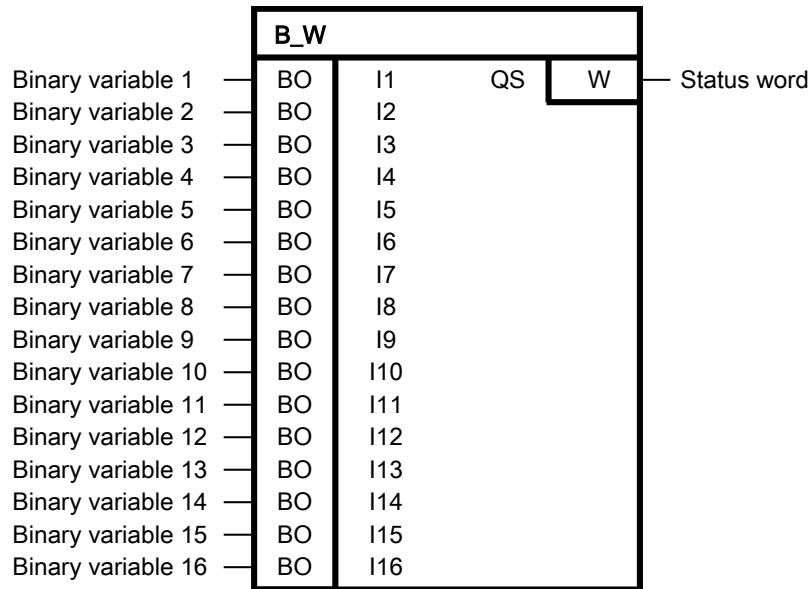 B_W
Binary variable 1 BO I1 QS W Status word
Binary variable 2 BO I2
Binary variable 3 BO I3
Binary variable 4 BO I4
Binary variable 5 BO I5
Binary variable 6 BO I6
Binary variable 7 BO I7
Binary variable 8 BO I8
Binary variable 9 BO I9
Binary variable 10 BO I10
Binary variable 11 BO I11
Binary variable 12 BO I12
Binary variable 13 BO I13
Binary variable 14 BO I14
Binary variable 15 BO I15
Binary variable 16 BO I16